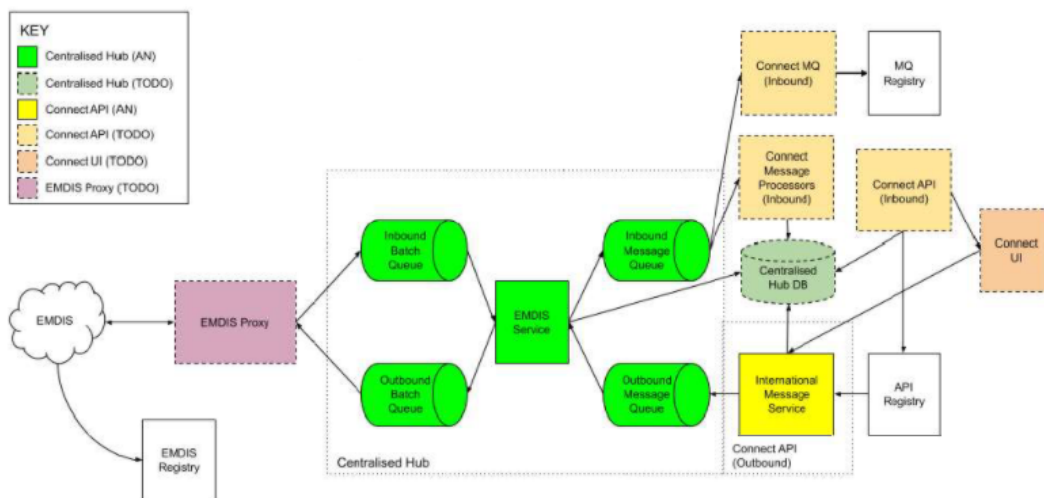 KEY
Centralised Hub (AN)
Centralised Hub (TODO)
Connect API (AN)
Connect API (TODO)
Connect UI (TODO)
EMDIS Proxy (TODO)
Connect MQ
(Inbound)
MQ
Registry
Connect
Message
Processors
(Inbound)
Connect API
(Inbound)
Connect
UI
Inbound
Batch
Queue
Inbound
Message
Queue
Centralised
Hub DB
EMDIS
EMDIS Proxy
EMDIS
Service
Outbound
Batch
Queue
Outbound
Message
Queue
International
Message
Service
API
Registry
EMDIS
Registry
Centralised Hub
Connect API
(Outbound)